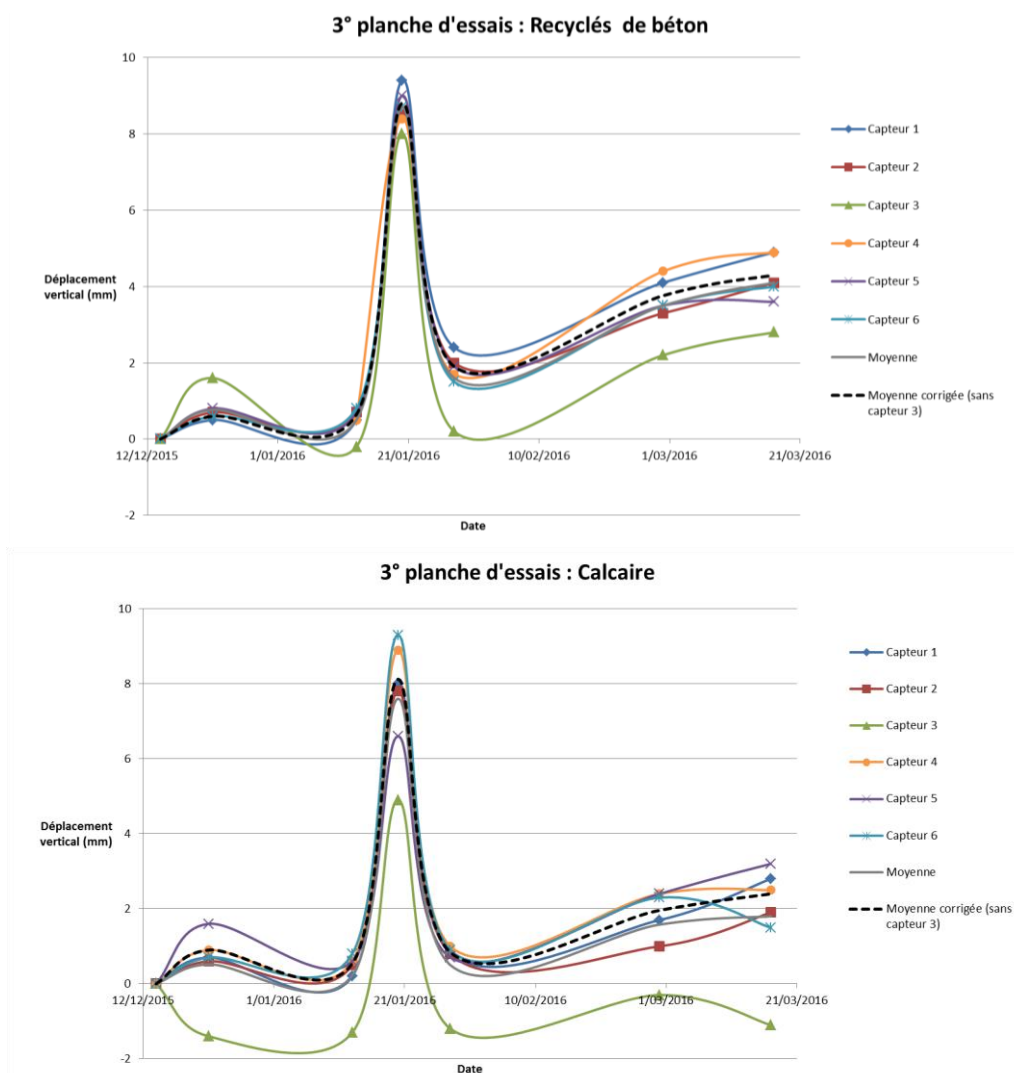 3° planche d'essais : Recyclés de béton
10
8
6
4
2
0
-2
Déplacement
vertical (mm)
12/12/2015 1/01/2016 21/01/2016 10/02/2016 1/03/2016 21/03/2016
Date
Capteur 1
Capteur 2
Capteur 3
Capteur 4
Capteur 5
Capteur 6
Moyenne
Moyenne corrigée (sans
capteur 3)
3° planche d'essais : Calcaire
10
8
6
4
2
0
-2
Déplacement
vertical (mm)
12/12/2015 1/01/2016 21/01/2016 10/02/2016 1/03/2016 21/03/2016
Date
Capteur 1
Capteur 2
Capteur 3
Capteur 4
Capteur 5
Capteur 6
Moyenne
Moyenne corrigée (sans
capteur 3)